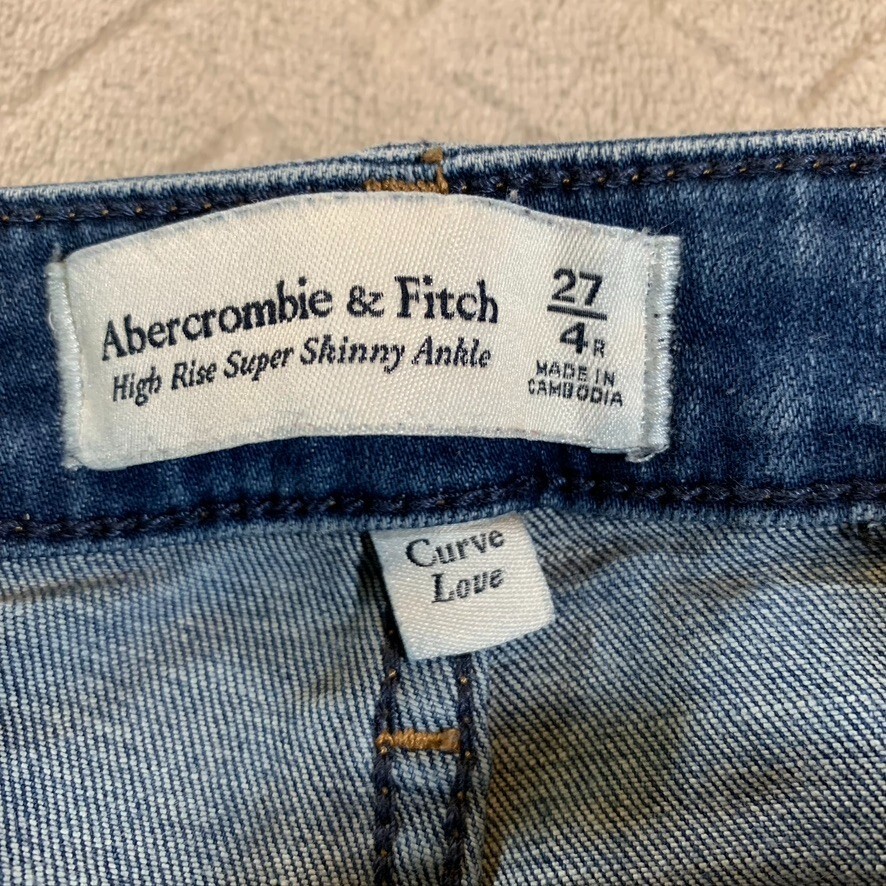 Abercrombie & Fitch
High Rise Super Skinny Ankle
27
4R
MADE IN
CAMBODIA
Curve
Love